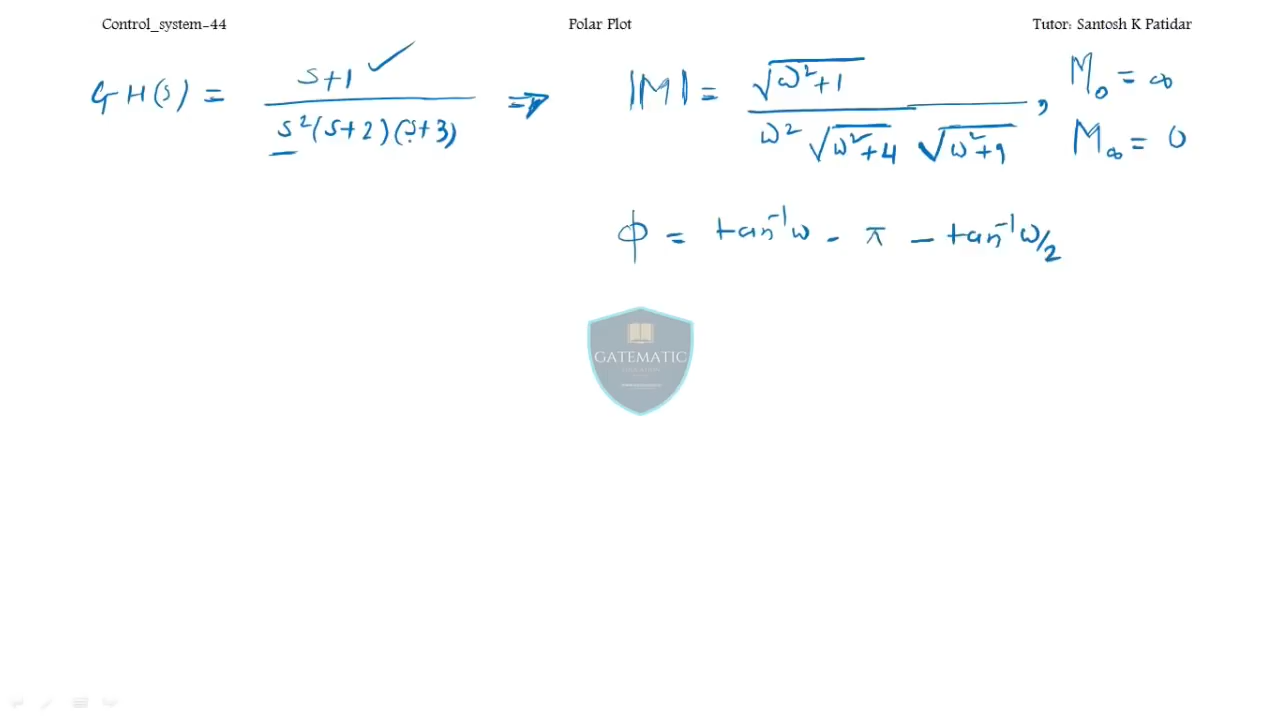 Control_system-44 Polar Plot Tutor: Santosh K Patidar
GH(s) = s+1 / s²(s+2)(s+3) ⇒ |M| = √ω²+1 / ω² √ω²+4 √ω²+9 , M₀ = ∞
M∞ = 0
φ = tan⁻¹ω - π - tan⁻¹ω/2
GATEMATIC